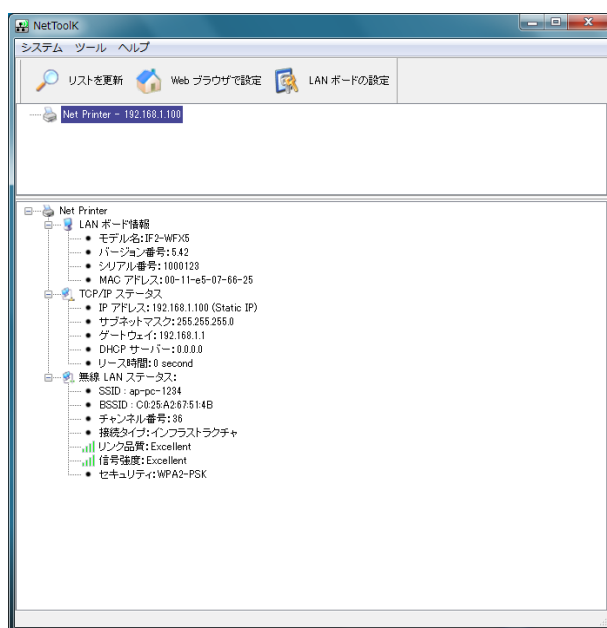 NetToolK
システム ツール ヘルプ
リストを更新 Web ブラウザで設定 LAN ボードの設定
Net Printer - 192.168.1.100
Net Printer
LAN ボード情報
モデル名:IF2-WFX5
バージョン番号:5.42
シリアル番号:1000123
MAC アドレス:00-11-e5-07-66-25
TCP/IP ステータス
IP アドレス:192.168.1.100 (Static IP)
サブネットマスク:255.255.255.0
ゲートウェイ:192.168.1.1
DHCP サーバー:0.0.0.0
リース時間:0 second
無線 LAN ステータス:
SSID : ap-pc-1234
BSSID : C0:25:A2:67:51:4B
チャンネル番号:36
接続タイプ:インフラストラクチャ
リンク品質:Excellent
信号強度:Excellent
セキュリティ:WPA2-PSK